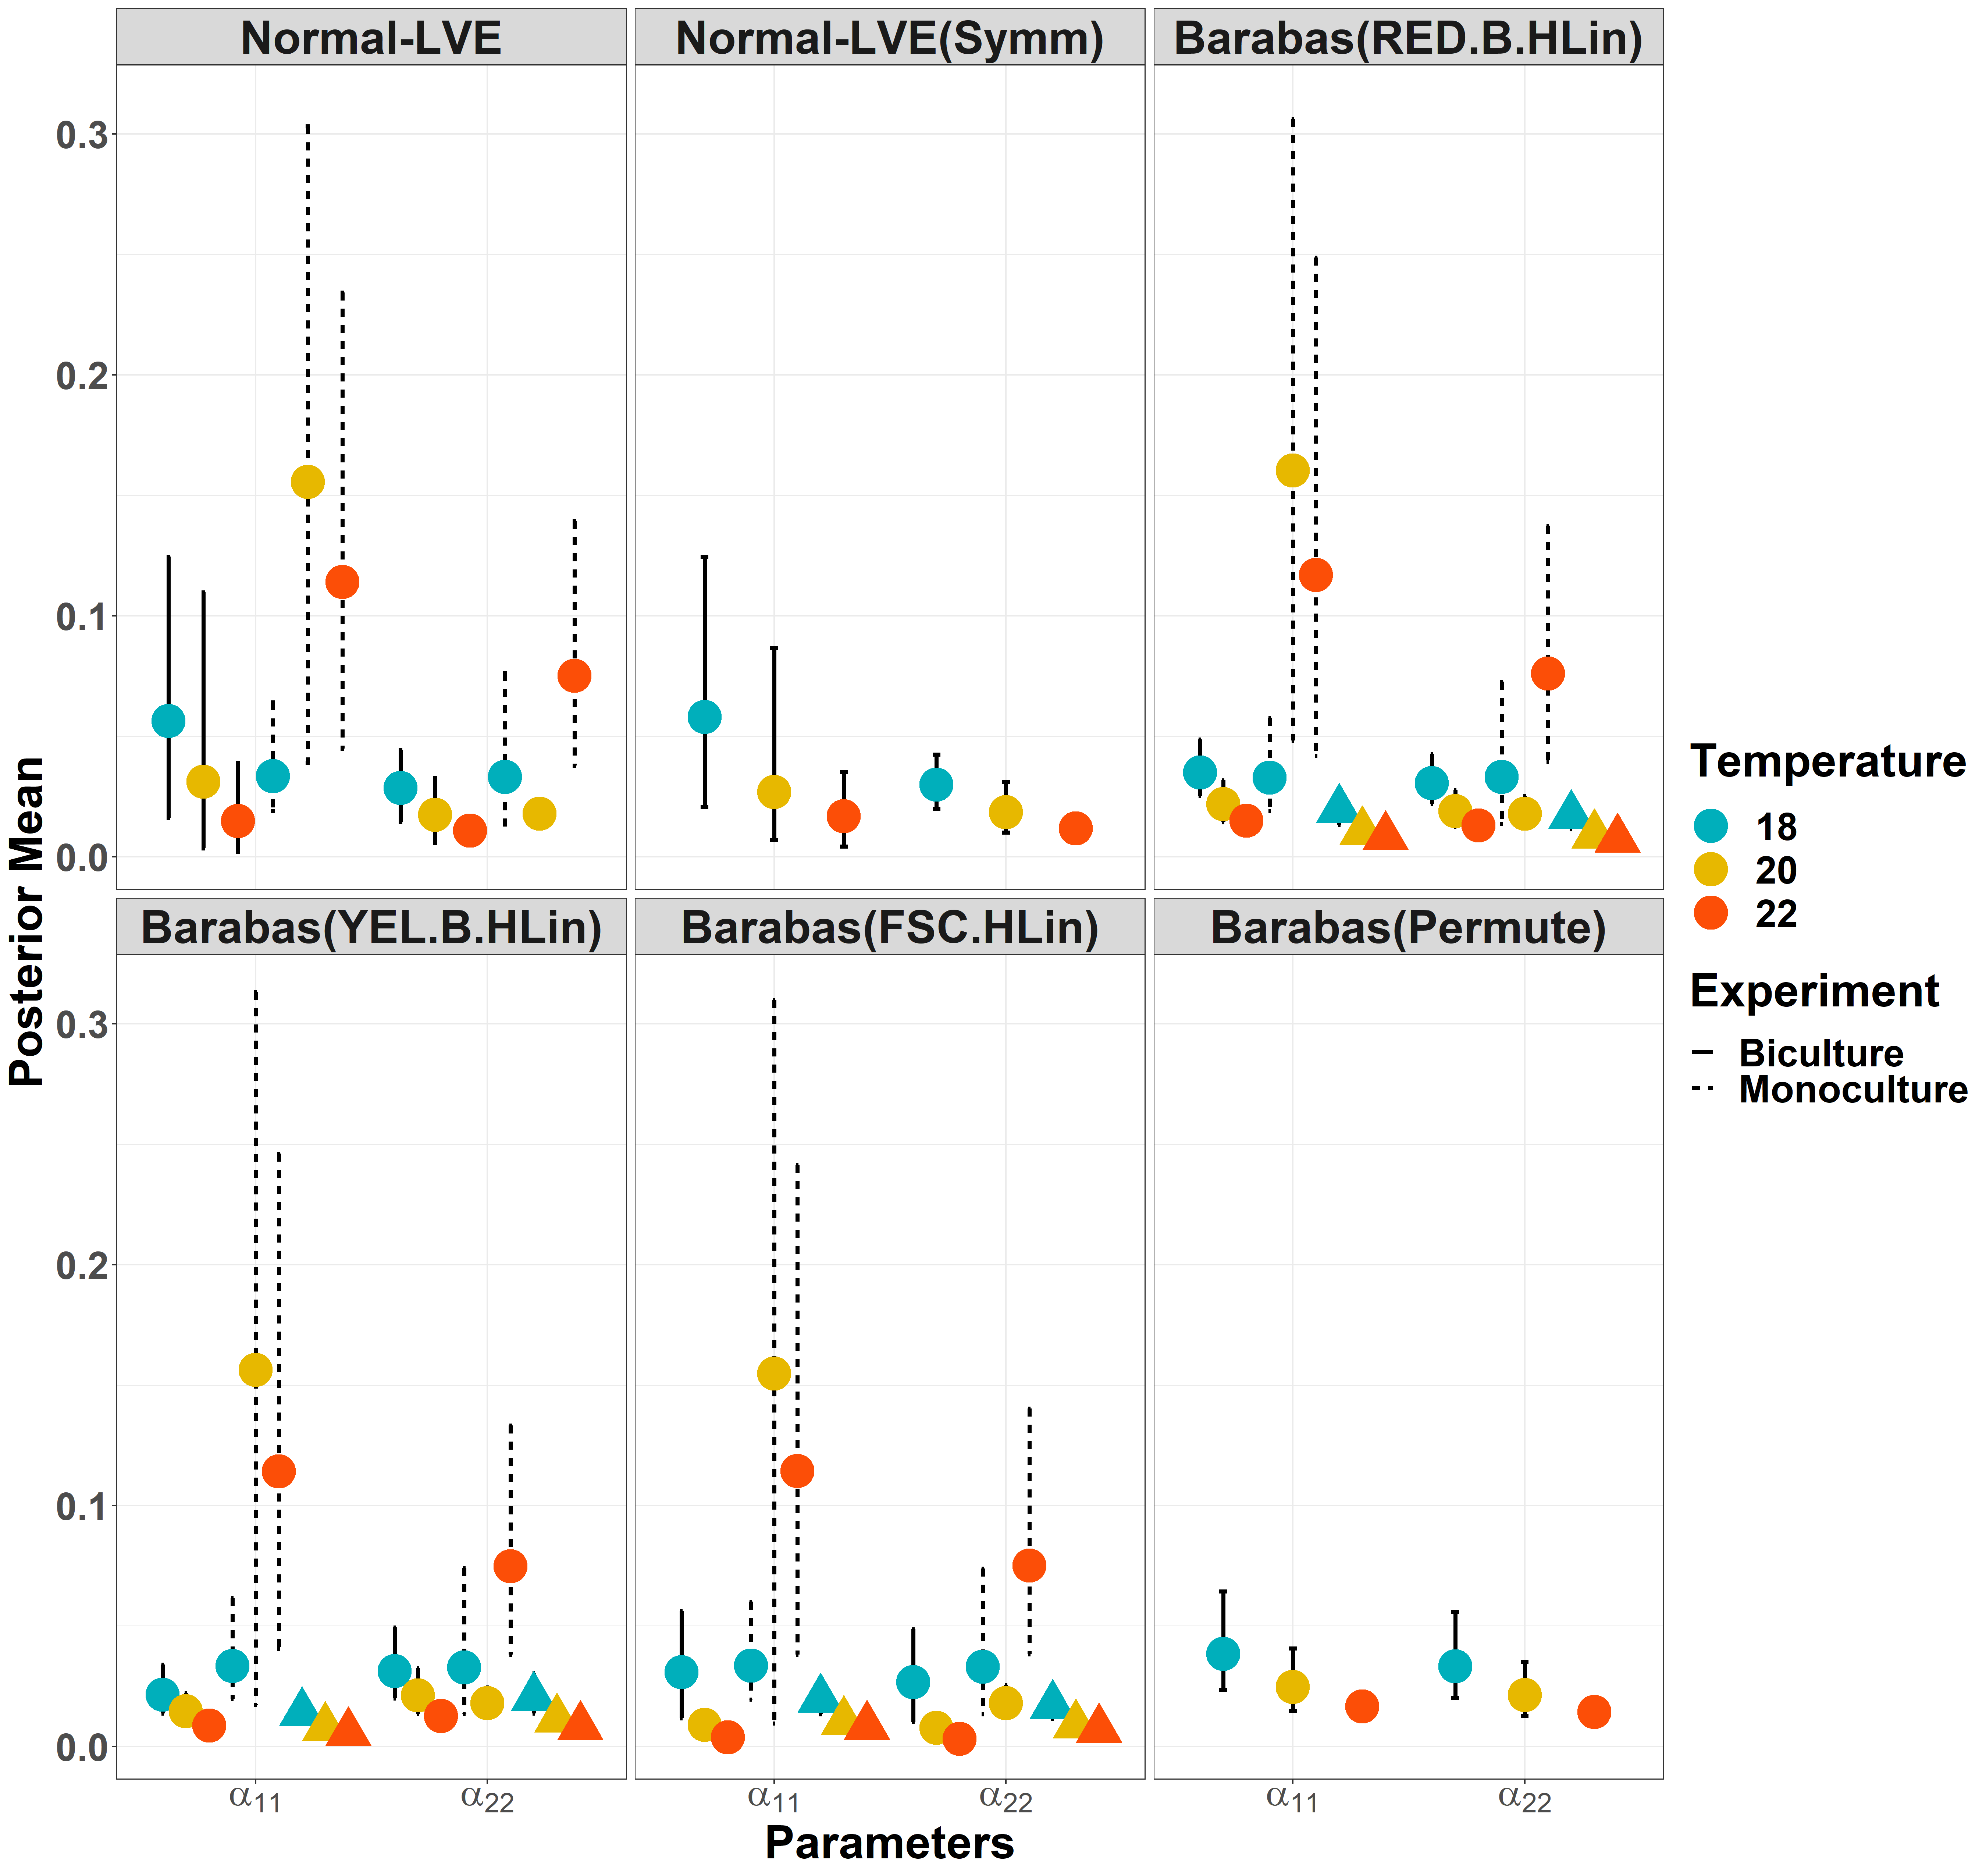 Normal-LVE
Normal-LVE(Symm)
Barabas(RED.B.HLin)
0.3
0.2
0.1
0.0
Barabas(YEL.B.HLin)
Barabas(FSC.HLin)
Barabas(Permute)
0.3
0.2
0.1
0.0
α11
α22
α11
α22
α11
α22
Parameters
Posterior Mean
Temperature
18
20
22
Experiment
Biculture
Monoculture